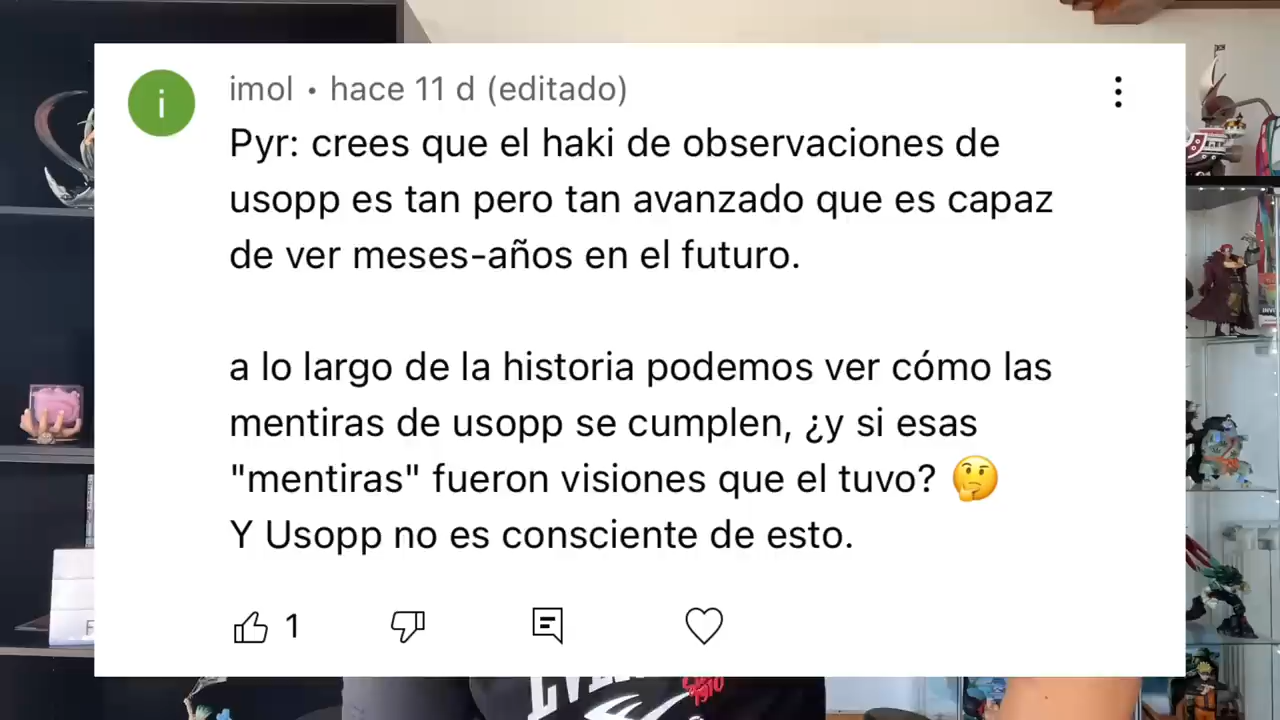 i
imol • hace 11 d (editado)
Pyr: crees que el haki de observaciones de
usopp es tan pero tan avanzado que es capaz
de ver meses-años en el futuro.
a lo largo de la historia podemos ver cómo las
mentiras de usopp se cumplen, ¿y si esas
"mentiras" fueron visiones que el tuvo? 🤔
Y Usopp no es consciente de esto.
1